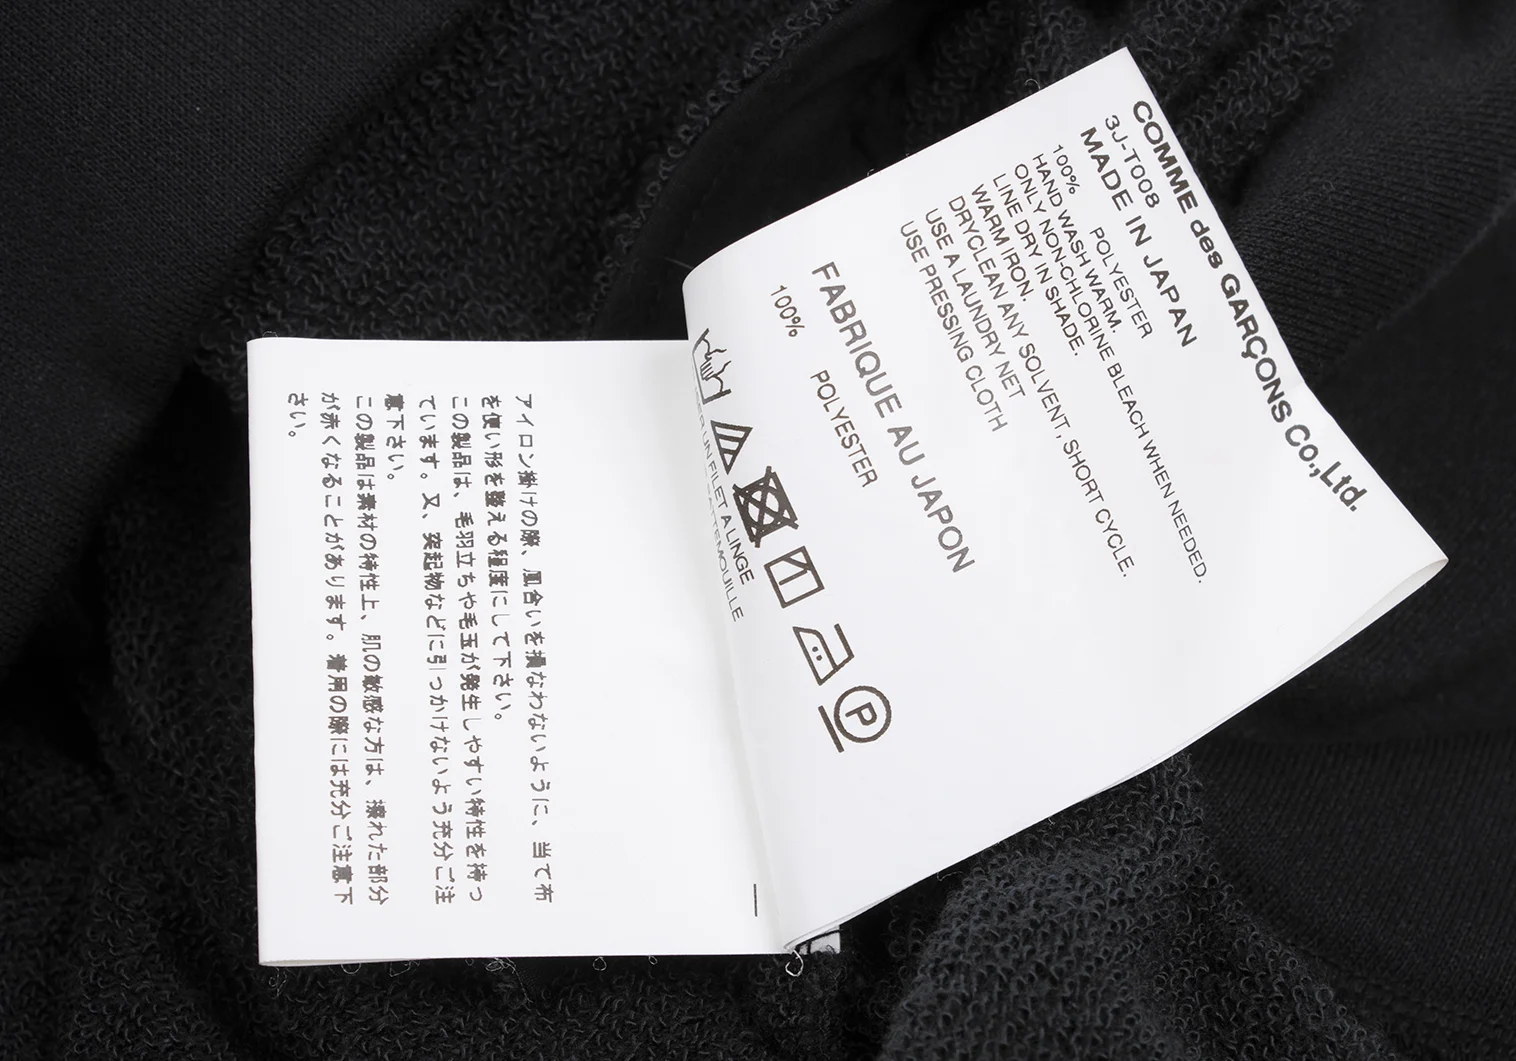 COMME des GARÇONS Co.,Ltd.
3J-T008
MADE IN JAPAN
100% POLYESTER
HAND WASH WARM.
ONLY NON-CHLORINE BLEACH WHEN NEEDED.
LINE DRY IN SHADE.
WARM IRON.
DRYCLEAN ANY SOLVENT, SHORT CYCLE.
USE A LAUNDRY NET
USE PRESSING CLOTH
FABRIQUE AU JAPON
100% POLYESTER
P
UN FILET A LINGE
PATTEMOUILLE
アイロン掛けの際、風合いを損なわないように、当て布
を使い形を整える程度にして下さい。
この製品は、毛羽立ちや毛玉が発生しやすい特性を持っ
ています。又、突起物などに引っかけないよう充分ご注
意下さい。
この製品は素材の特性上、肌の敏感な方は、擦れた部分
が赤くなることがあります。着用の際には充分ご注意下
さい。